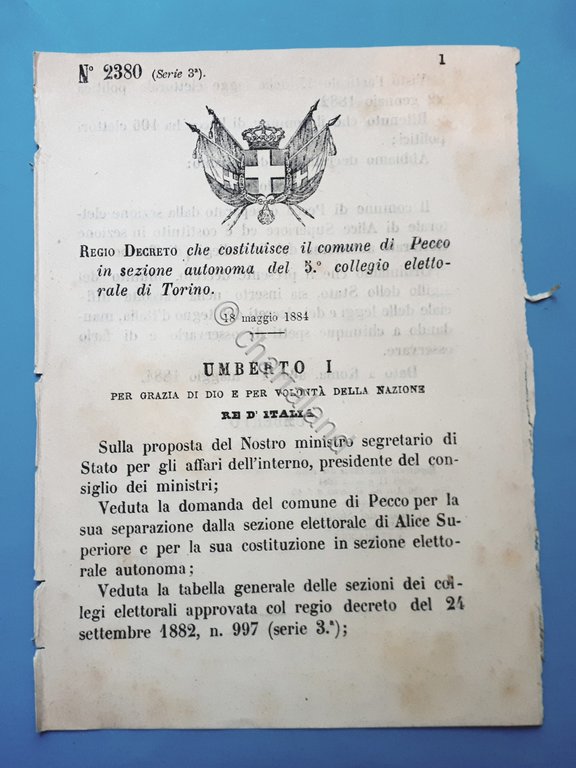 Nº 2380 (Serie 3ª).
1
REGIO DECRETO che costituisce il comune di Pecco
in sezione autonoma del 5.º collegio eletto-
rale di Torino.
18 maggio 1884
UMBERTO I
PER GRAZIA DI DIO E PER VOLONTÀ DELLA NAZIONE
RE D'ITALIA
Sulla proposta del Nostro ministro segretario di
Stato per gli affari dell'interno, presidente del con-
siglio dei ministri;
Veduta la domanda del comune di Pecco per la
sua separazione dalla sezione elettorale di Alice Su-
periore e per la sua costituzione in sezione eletto-
rale autonoma;
Veduta la tabella generale delle sezioni dei col-
legi elettorali approvata col regio decreto del 24
settembre 1882, n. 997 (serie 3.ª);
© chartaland